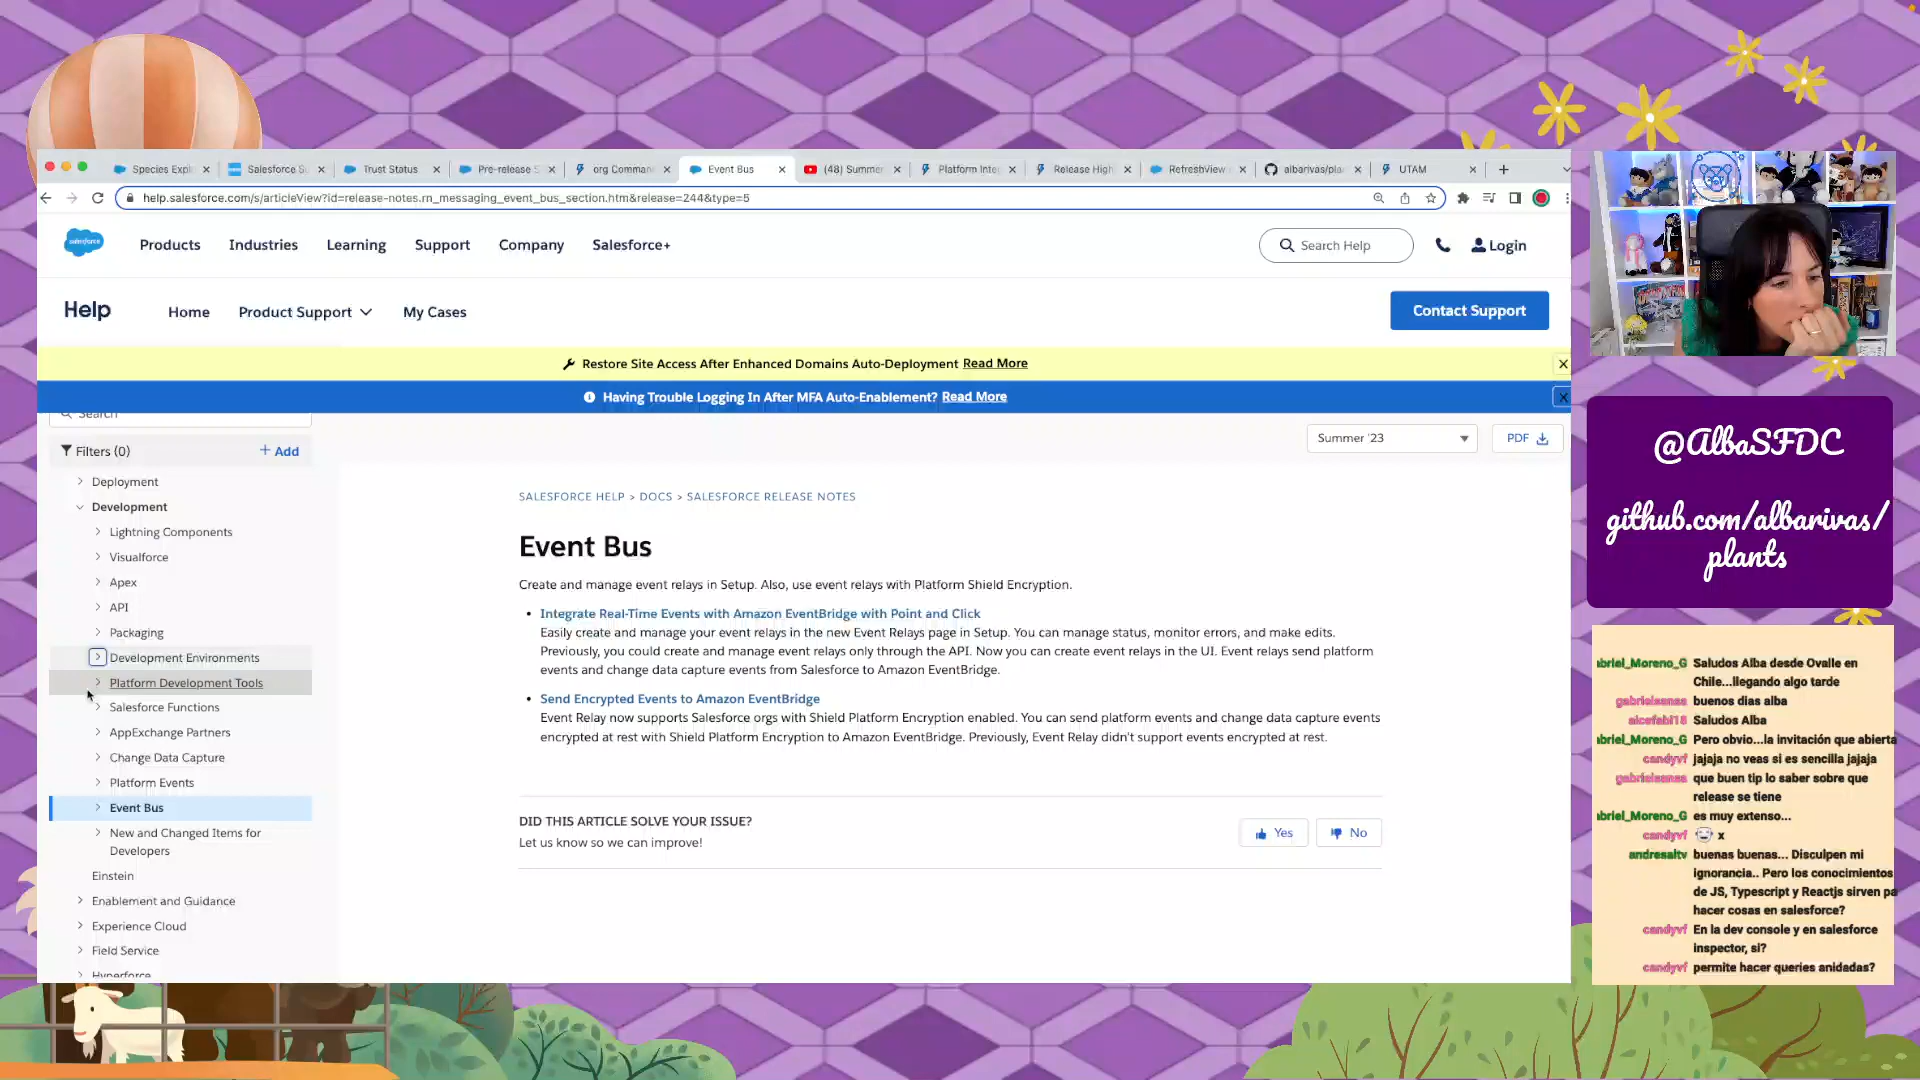 Species Expl
Salesforce S
Trust Status
Pre-release S
org Comman
Event Bus
(48) Summer
Platform Inte
Release High
RefreshView
albarivas/pla
UTAM
help.salesforce.com/s/articleView?id=release-notes.rn_messaging_event_bus_section.htm&release=244&type=5
salesforce
Products
Industries
Learning
Support
Company
Salesforce+
Search Help
Login
Help
Home
Product Support
My Cases
Contact Support
Restore Site Access After Enhanced Domains Auto-Deployment Read More
Having Trouble Logging In After MFA Auto-Enablement? Read More
Search
Filters (0)
+ Add
Deployment
Development
Lightning Components
Visualforce
Apex
API
Packaging
Development Environments
Platform Development Tools
Salesforce Functions
AppExchange Partners
Change Data Capture
Platform Events
Event Bus
New and Changed Items for
Developers
Einstein
Enablement and Guidance
Experience Cloud
Field Service
Hyperforce
Summer '23
PDF
SALESFORCE HELP > DOCS > SALESFORCE RELEASE NOTES
Event Bus
Create and manage event relays in Setup. Also, use event relays with Platform Shield Encryption.
• Integrate Real-Time Events with Amazon EventBridge with Point and Click
Easily create and manage your event relays in the new Event Relays page in Setup. You can manage status, monitor errors, and make edits.
Previously, you could create and manage event relays only through the API. Now you can create event relays in the UI. Event relays send platform
events and change data capture events from Salesforce to Amazon EventBridge.
• Send Encrypted Events to Amazon EventBridge
Event Relay now supports Salesforce orgs with Shield Platform Encryption enabled. You can send platform events and change data capture events
encrypted at rest with Shield Platform Encryption to Amazon EventBridge. Previously, Event Relay didn't support events encrypted at rest.
DID THIS ARTICLE SOLVE YOUR ISSUE?
Let us know so we can improve!
Yes
No
@AlbaSFDC
github.com/albarivas/
plants
abriel_Moreno_G Saludos Alba desde Ovalle en
Chile...llegando algo tarde
buenos dias alba
alcefabi18 Saludos Alba
abriel_Moreno_G Pero obvio...la invitación que abierta
candyvf jajaja no veas si es sencilla jajaja
que buen tip lo saber sobre que
release se tiene
abriel_Moreno_G es muy extenso...
candyvf x
andresaltv buenas buenas... Disculpen mi
ignorancia.. Pero los conocimientos
de JS, Typescript y Reactjs sirven pa
hacer cosas en salesforce?
candyvf En la dev console y en salesforce
inspector, si?
candyvf permite hacer queries anidadas?